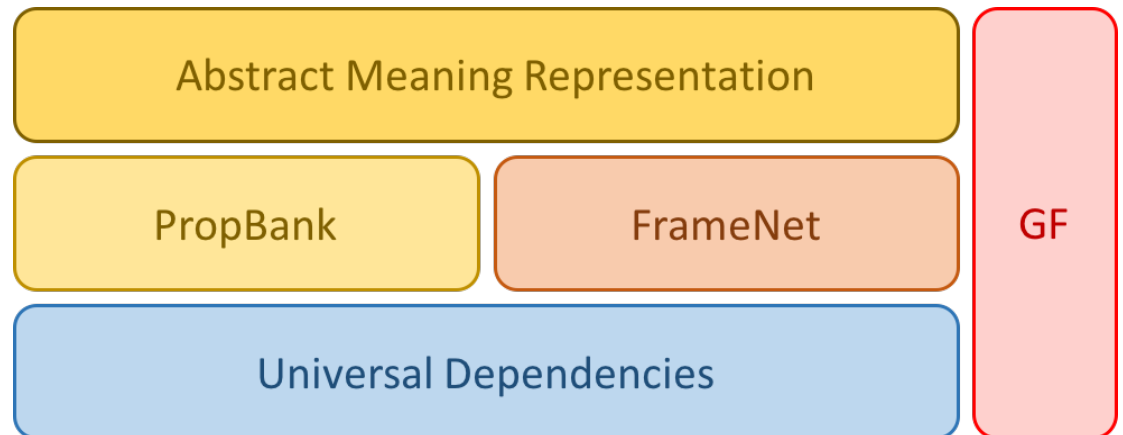 Abstract Meaning Representation
PropBank
FrameNet
GF
Universal Dependencies